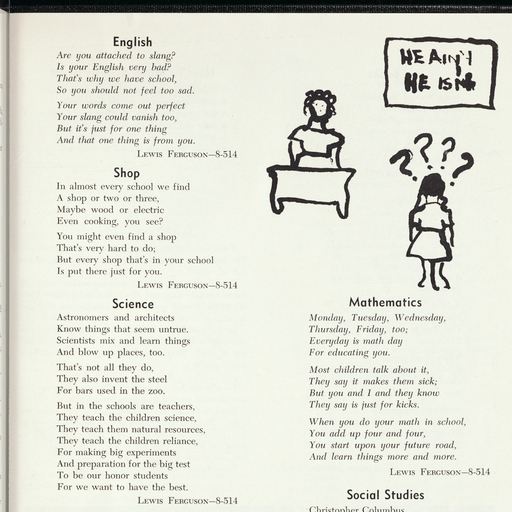 English
Are you attached to slang?
Is your English very bad?
That's why we have school,
So you should not feel too sad.
Your words come out perfect
Your slang could vanish too,
But it's just for one thing
And that one thing is from you.
Lewis Ferguson—8-514
Shop
In almost every school we find
A shop or two or three,
Maybe wood or electric
Even cooking, you see?
You might even find a shop
That's very hard to do;
But every shop that's in your school
Is put there just for you.
Lewis Ferguson—8-514
Science
Astronomers and architects
Know things that seem untrue.
Scientists mix and learn things
And blow up places, too.
That's not all they do,
They also invent the steel
For bars used in the zoo.
But in the schools are teachers,
They teach the children science,
They teach them natural resources,
They teach the children reliance,
For making big experiments
And preparation for the big test
To be our honor students
For we want to have the best.
Lewis Ferguson—8-514
HE AIN'T
HE ISN'T
? ? ? ?
Mathematics
Monday, Tuesday, Wednesday,
Thursday, Friday, too;
Everyday is math day
For educating you.
Most children talk about it,
They say it makes them sick;
But you and I and they know
They say is just for kicks.
When you do your math in school,
You add up four and four,
You start upon your future road,
And learn things more and more.
Lewis Ferguson—8-514
Social Studies
Christopher Columbus